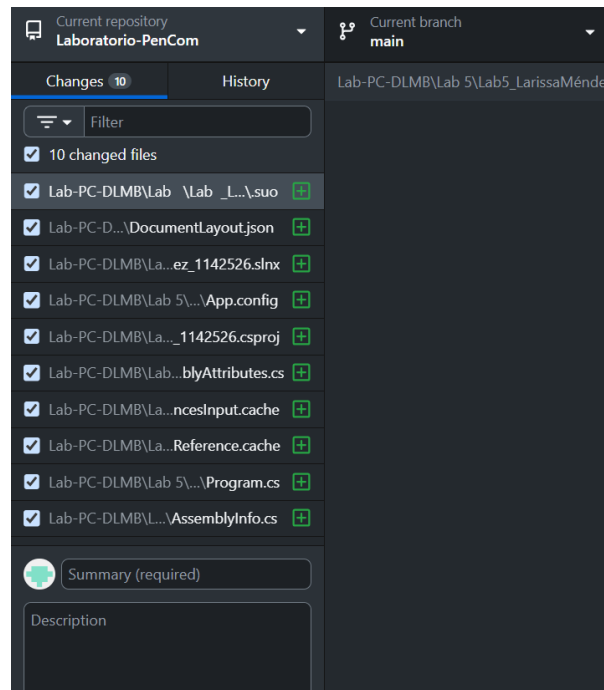 Current repository
Laboratorio-PenCom
Current branch
main
Changes 10
History
Lab-PC-DLMB\Lab 5\Lab5_LarissaMénde
Filter
10 changed files
Lab-PC-DLMB\Lab \Lab _L...\.suo
Lab-PC-D...\DocumentLayout.json
Lab-PC-DLMB\La...ez_1142526.slnx
Lab-PC-DLMB\Lab 5\...\App.config
Lab-PC-DLMB\La..._1142526.csproj
Lab-PC-DLMB\Lab...blyAttributes.cs
Lab-PC-DLMB\La...ncesInput.cache
Lab-PC-DLMB\La...Reference.cache
Lab-PC-DLMB\Lab 5\...\Program.cs
Lab-PC-DLMB\L...\AssemblyInfo.cs
Summary (required)
Description